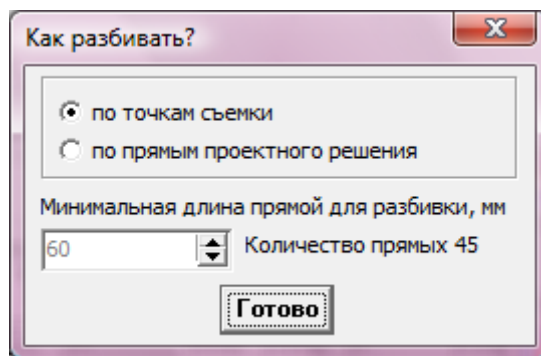 Как разбивать?
по точкам съемки
по прямым проектного решения
Минимальная длина прямой для разбивки, мм
60 Количество прямых 45
Готово